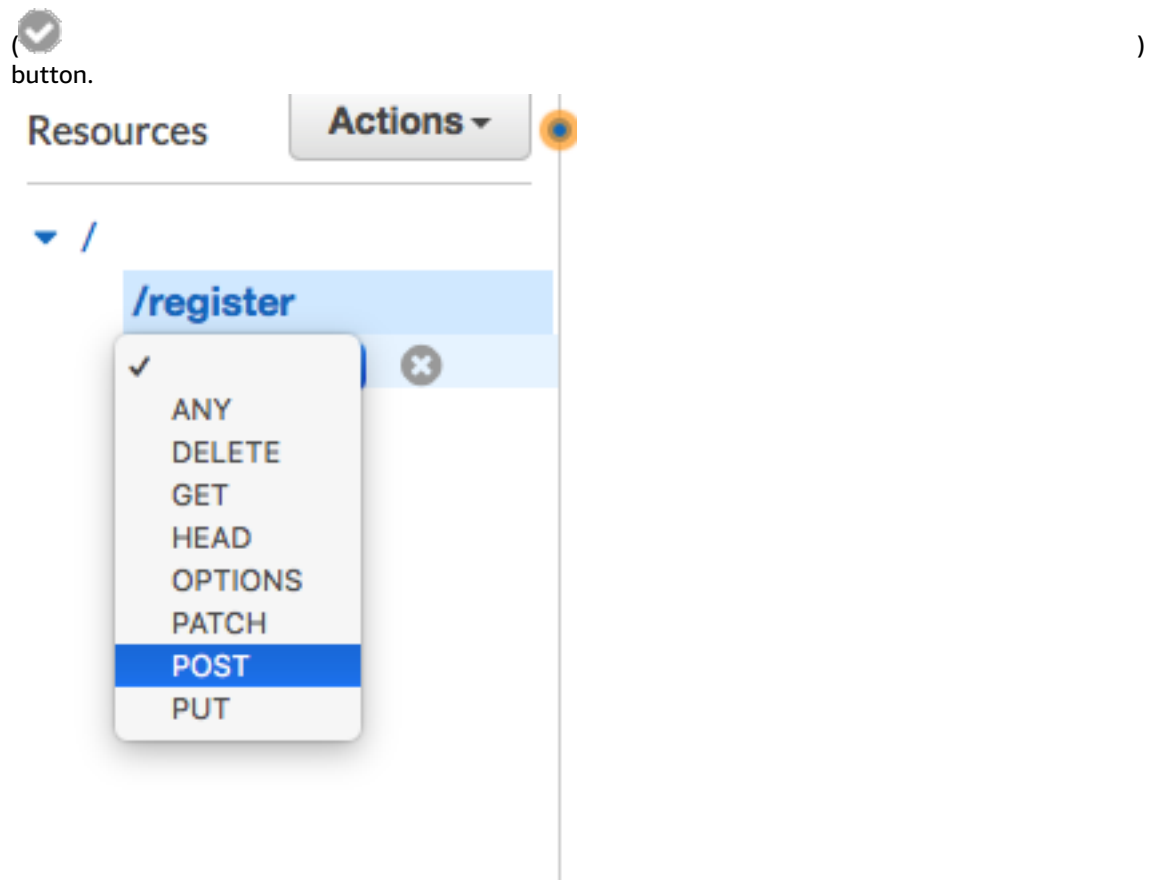 ( )
button.
Resources Actions
/
/register
ANY
DELETE
GET
HEAD
OPTIONS
PATCH
POST
PUT